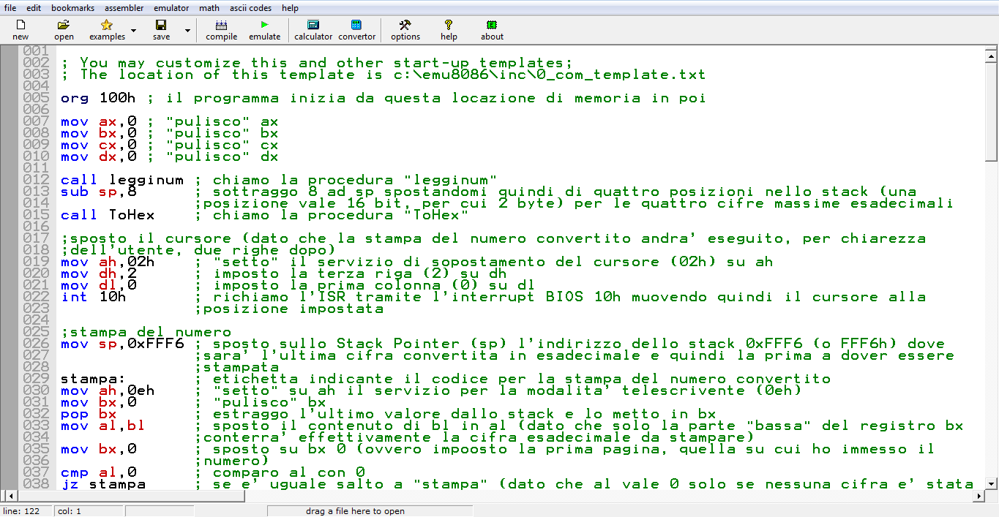 file edit bookmarks assembler emulator math ascii codes help
new open examples save compile emulate calculator convertor options help about
001
002 ; You may customize this and other start-up templates;
003 ; The location of this template is c:\emu8086\inc\0_com_template.txt
004
005 org 100h ; il programma inizia da questa locazione di memoria in poi
006
007 mov ax,0 ; "pulisco" ax
008 mov bx,0 ; "pulisco" bx
009 mov cx,0 ; "pulisco" cx
010 mov dx,0 ; "pulisco" dx
011
012 call legginum ; chiamo la procedura "legginum"
013 sub sp,8 ; sottraggo 8 ad sp spostandomi quindi di quattro posizioni nello stack (una
014 ;posizione vale 16 bit, per cui 2 byte) per le quattro cifre massime esadecimali
015 call ToHex ; chiamo la procedura "ToHex"
016
017 ;sposto il cursore (dato che la stampa del numero convertito andra' eseguito, per chiarezza
018 ;dell'utente, due righe dopo)
019 mov ah,02h ; "setto" il servizio di sopostamento del cursore (02h) su ah
020 mov dh,2 ; imposto la terza riga (2) su dh
021 mov dl,0 ; imposto la prima colonna (0) su dl
022 int 10h ; richiamo l'ISR tramite l'interrupt BIOS 10h muovendo quindi il cursore alla
023 ;posizione impostata
024
025 ;stampa del numero
026 mov sp,0xFFF6 ; sposto sullo Stack Pointer (sp) l'indirizzo dello stack 0xFFF6 (o FFF6h) dove
027 ;sara' l'ultima cifra convertita in esadecimale e quindi la prima a dover essere
028 ;stampata
029 stampa: ; etichetta indicante il codice per la stampa del numero convertito
030 mov ah,0eh ; "setto" su ah il servizio per la modalita' telescrivente (0eh)
031 mov bx,0 ; "pulisco" bx
032 pop bx ; estraggo l'ultimo valore dallo stack e lo metto in bx
033 mov al,bl ; sposto il contenuto di bl in al (dato che solo la parte "bassa" del registro bx
034 ;conterra' effettivamente la cifra esadecimale da stampare)
035 mov bx,0 ; sposto su bx 0 (ovvero impoosto la prima pagina, quella su cui ho immesso il
036 ;numero)
037 cmp al,0 ; comparo al con 0
038 jz stampa ; se e' uguale salto a "stampa" (dato che al vale 0 solo se nessuna cifra e' stata
line: 122 col: 1 drag a file here to open